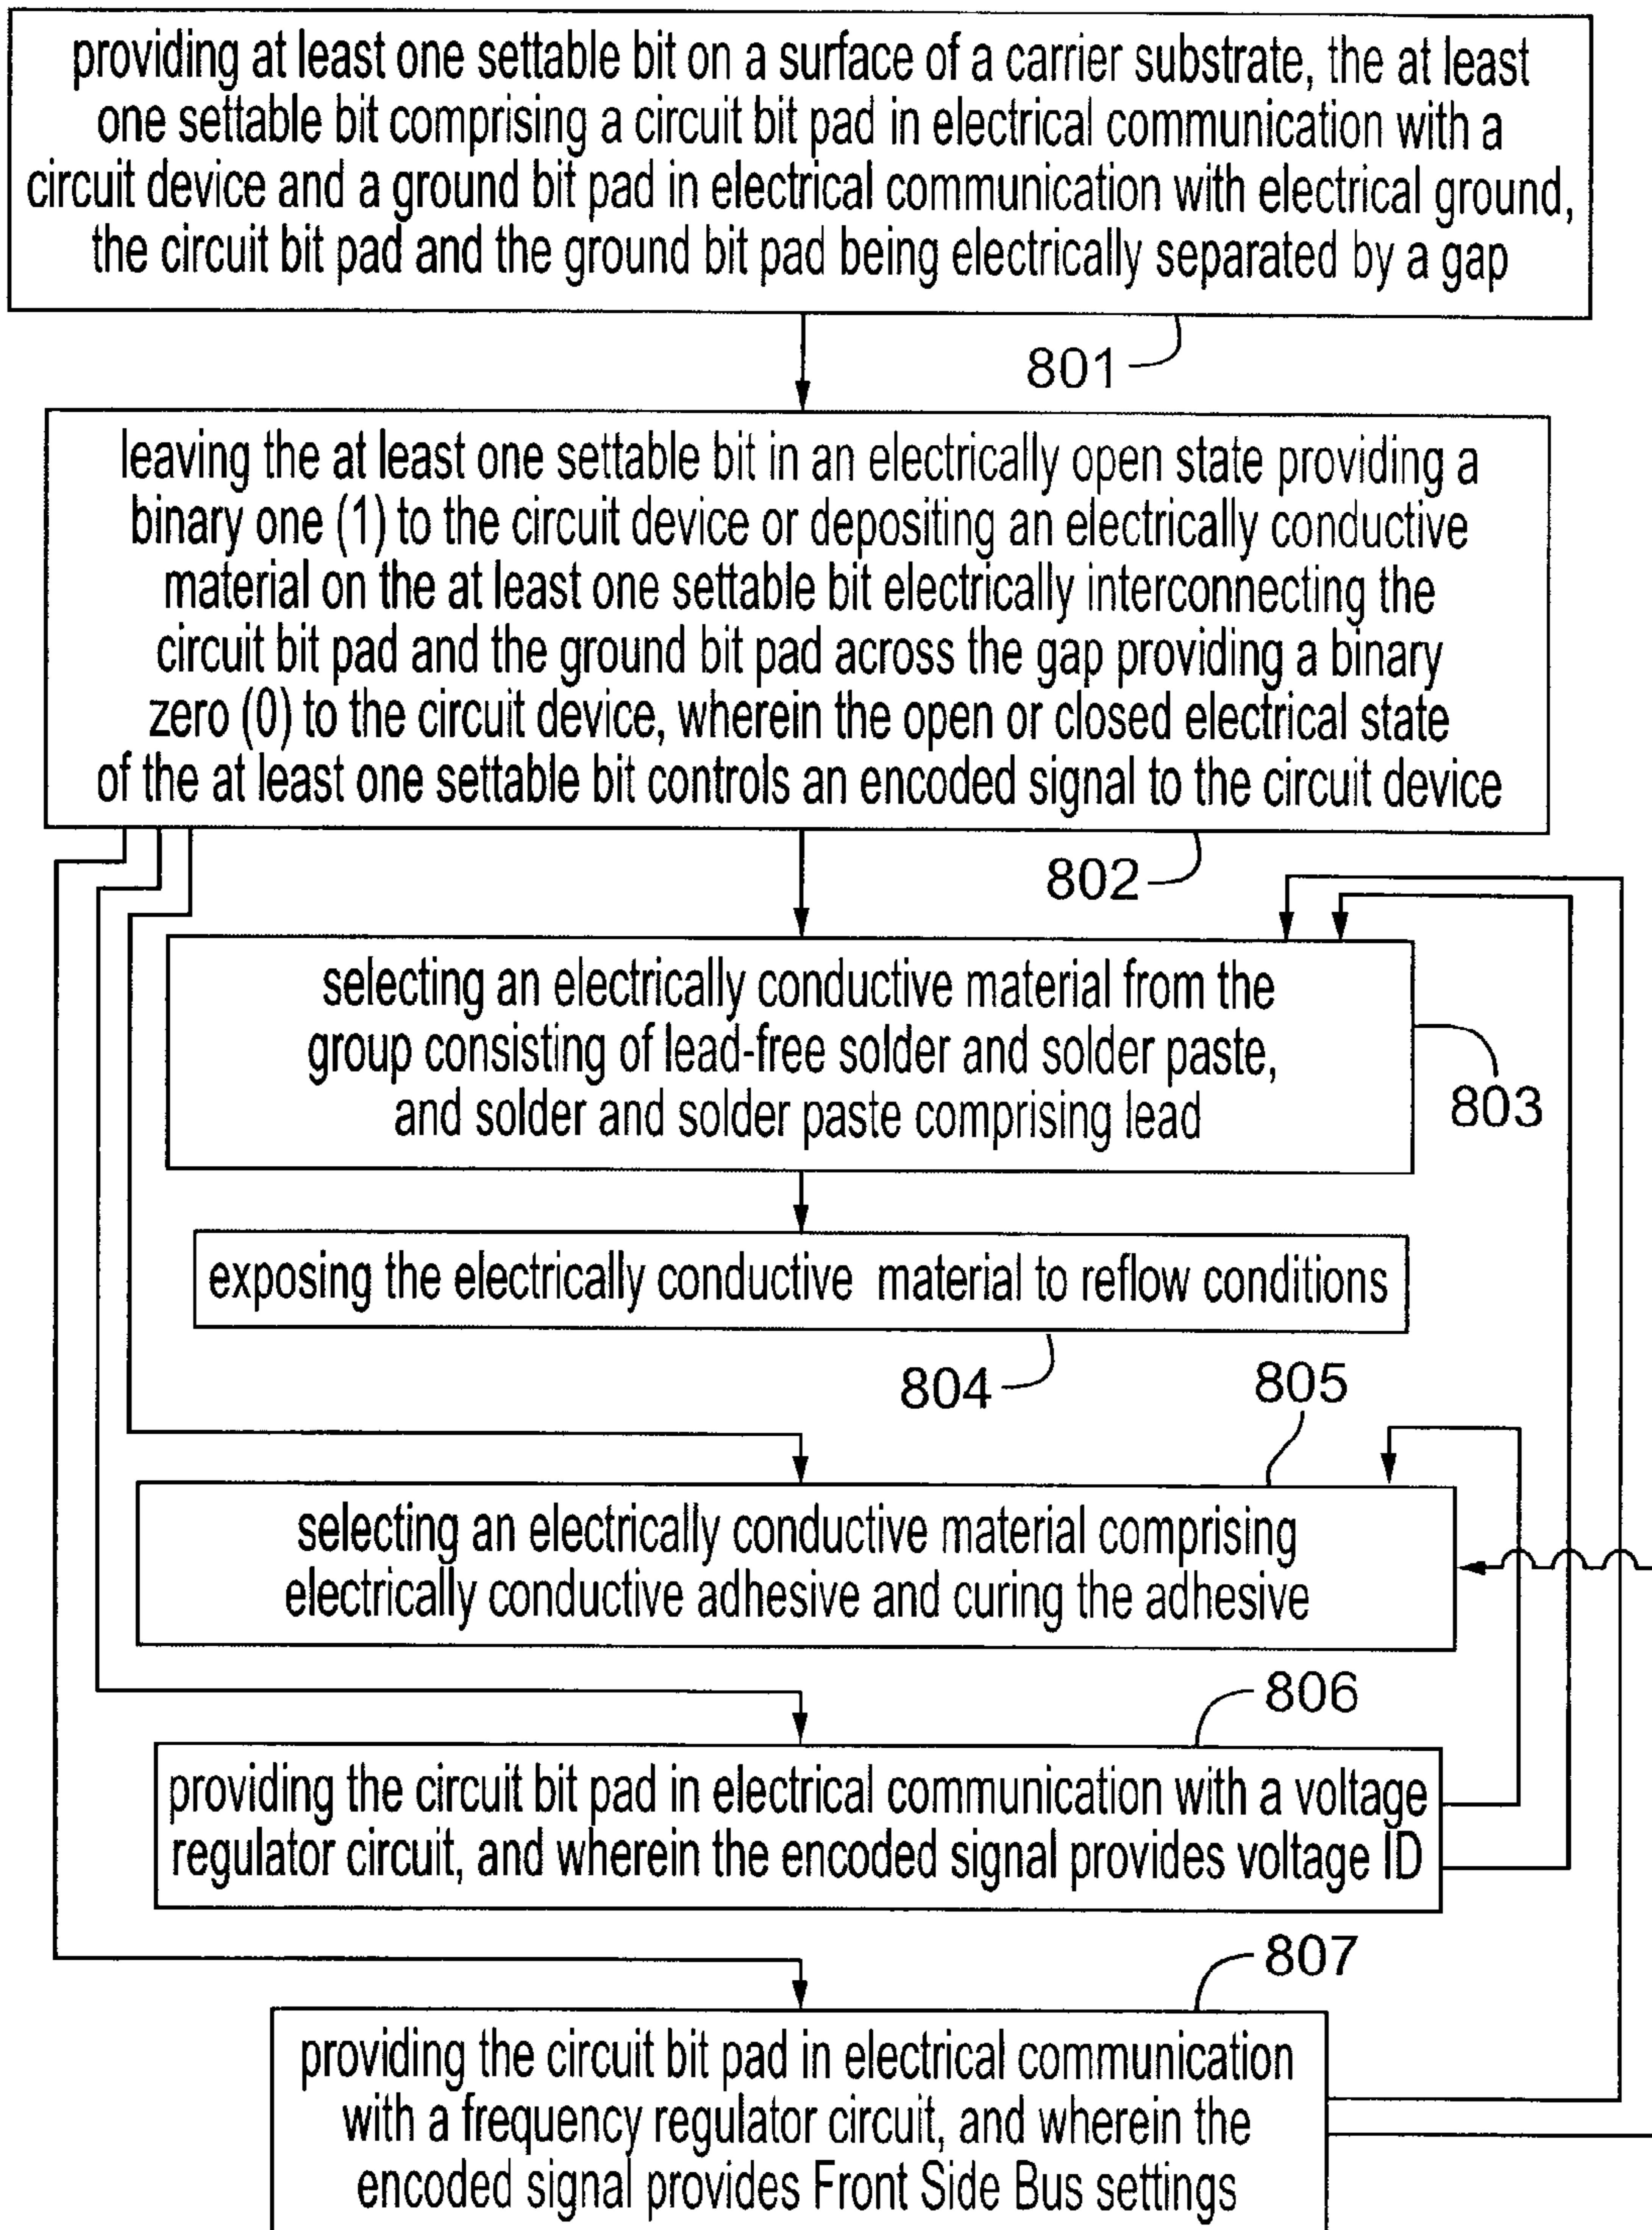 providing at least one settable bit on a surface of a carrier substrate, the at least
one settable bit comprising a circuit bit pad in electrical communication with a
circuit device and a ground bit pad in electrical communication with electrical ground,
the circuit bit pad and the ground bit pad being electrically separated by a gap
801
leaving the at least one settable bit in an electrically open state providing a
binary one (1) to the circuit device or depositing an electrically conductive
material on the at least one settable bit electrically interconnecting the
circuit bit pad and the ground bit pad across the gap providing a binary
zero (0) to the circuit device, wherein the open or closed electrical state
of the at least one settable bit controls an encoded signal to the circuit device
802
selecting an electrically conductive material from the
group consisting of lead-free solder and solder paste,
and solder and solder paste comprising lead
803
exposing the electrically conductive material to reflow conditions
804
805
selecting an electrically conductive material comprising
electrically conductive adhesive and curing the adhesive
806
providing the circuit bit pad in electrical communication with a voltage
regulator circuit, and wherein the encoded signal provides voltage ID
807
providing the circuit bit pad in electrical communication
with a frequency regulator circuit, and wherein the
encoded signal provides Front Side Bus settings